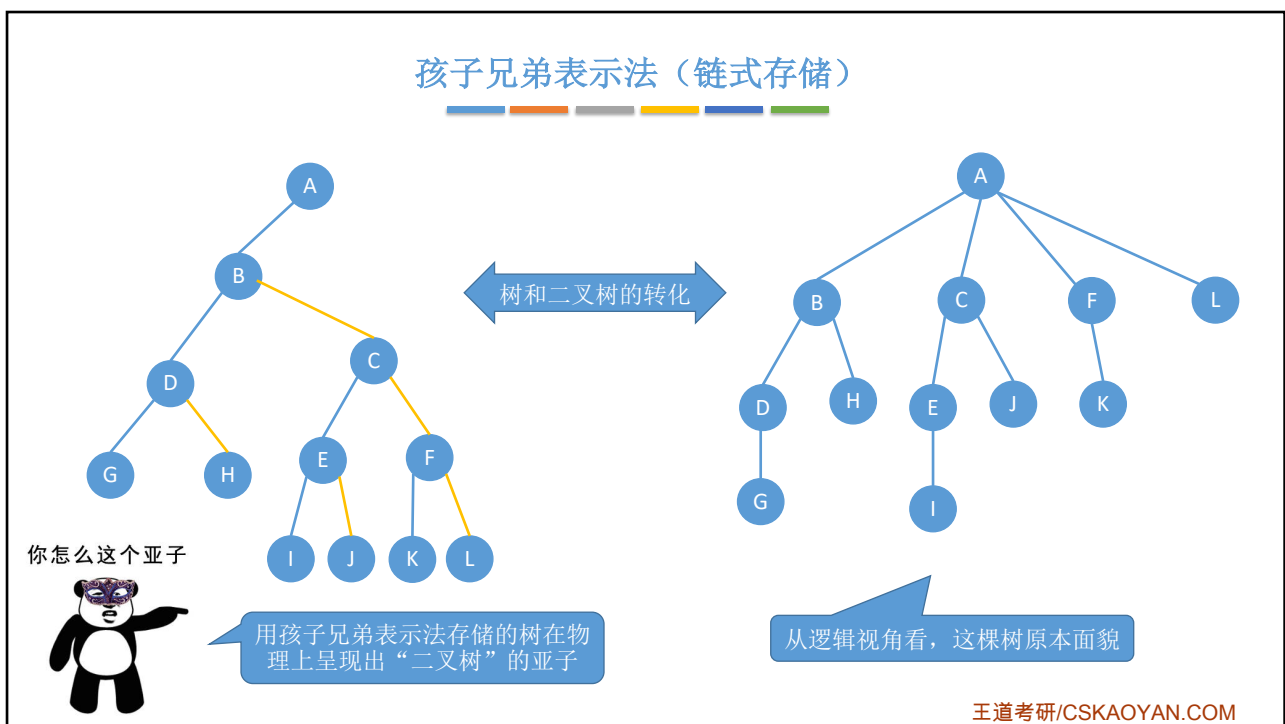 孩子兄弟表示法（链式存储）
A
B
D
C
G
H
E
F
I
J
K
L
树和二叉树的转化
A
B
C
F
L
D
H
E
J
K
G
I
你怎么这个亚子
用孩子兄弟表示法存储的树在物
理上呈现出“二叉树”的亚子
从逻辑视角看，这棵树原本面貌
王道考研/CSKAOYAN.COM